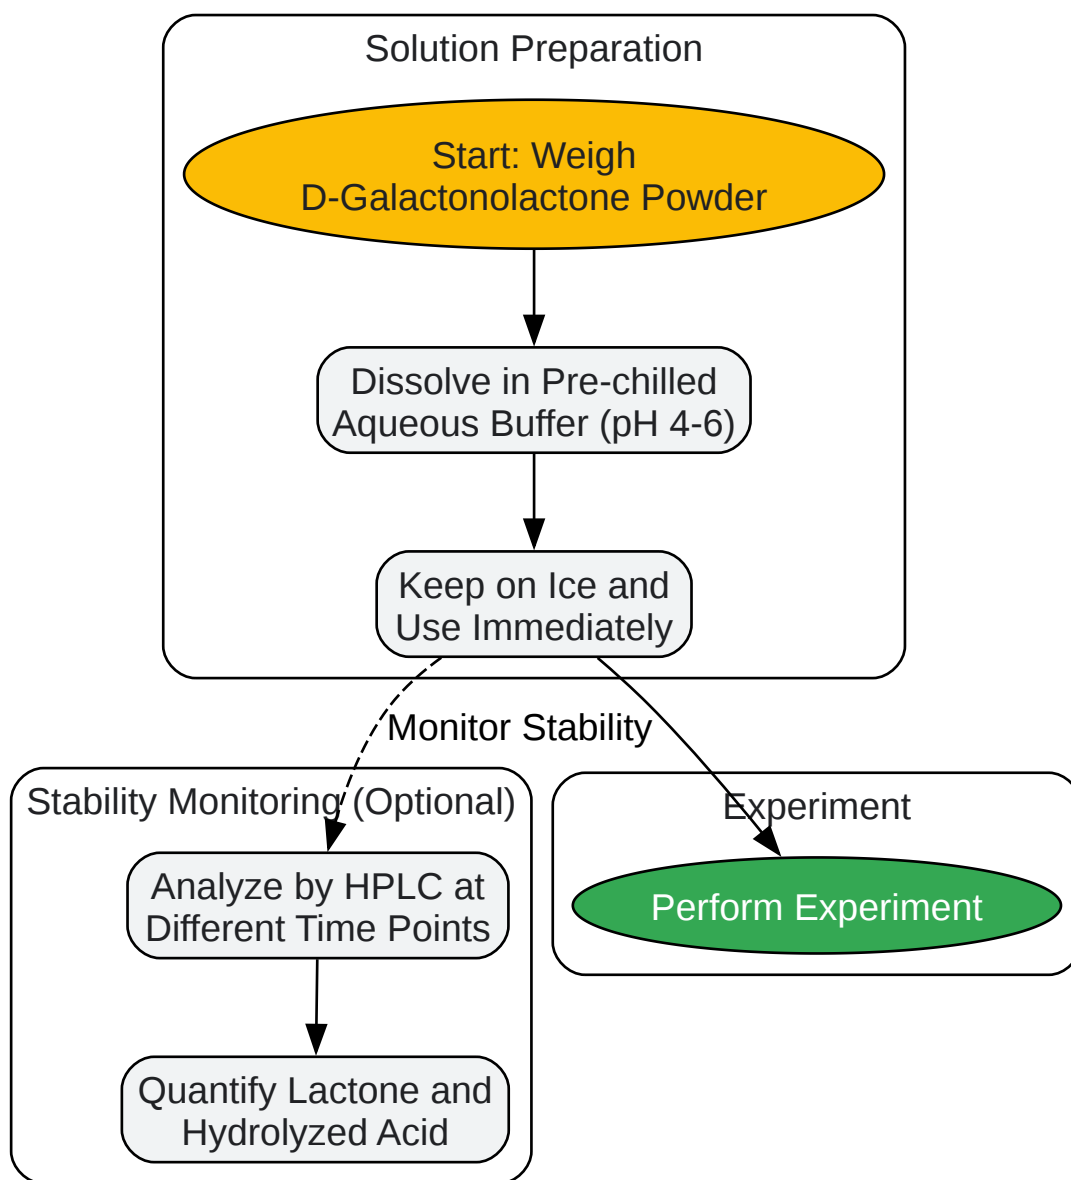 Solution Preparation
Start: Weigh
D-Galactonolactone Powder
Dissolve in Pre-chilled
Aqueous Buffer (pH 4-6)
Keep on Ice and
Use Immediately
Monitor Stability
Stability Monitoring (Optional)
Analyze by HPLC at
Different Time Points
Quantify Lactone and
Hydrolyzed Acid
Experiment
Perform Experiment